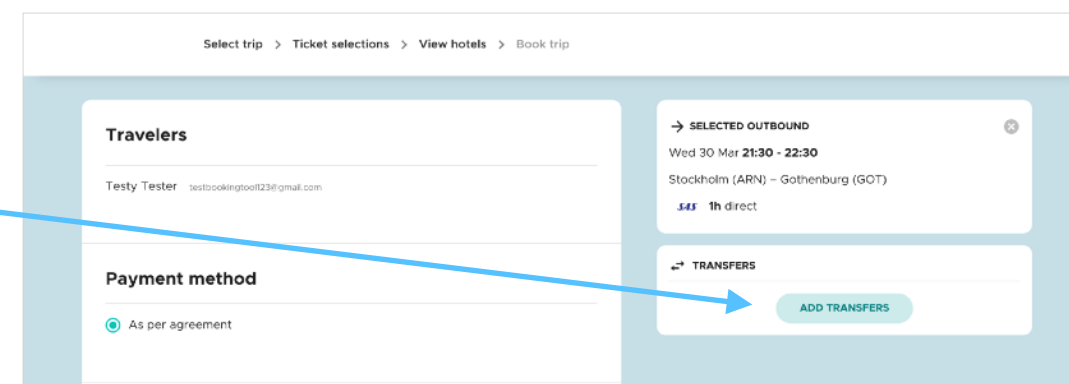 Select trip > Ticket selections > View hotels > Book trip
Travelers
Testy Tester testbookingtool123@gmail.com
Payment method
As per agreement
→ SELECTED OUTBOUND
Wed 30 Mar 21:30 - 22:30
Stockholm (ARN) – Gothenburg (GOT)
SAS 1h direct
TRANSFERS
ADD TRANSFERS